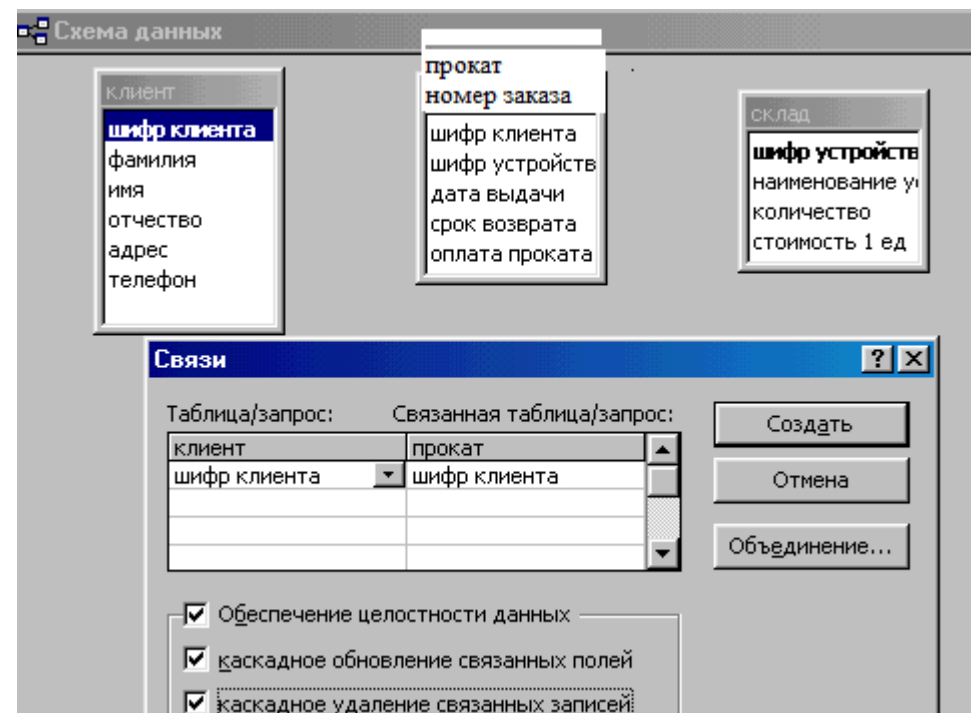 Схема данных
клиент
шифр клиента
фамилия
имя
отчество
адрес
телефон
прокат
номер заказа
шифр клиента
шифр устройств
дата выдачи
срок возврата
оплата проката
склад
шифр устройств
наименование у
количество
стоимость 1 ед
Связи
Таблица/запрос: Связанная таблица/запрос:
клиент прокат
шифр клиента шифр клиента
Создать
Отмена
Объединение...
Обеспечение целостности данных
каскадное обновление связанных полей
каскадное удаление связанных записей